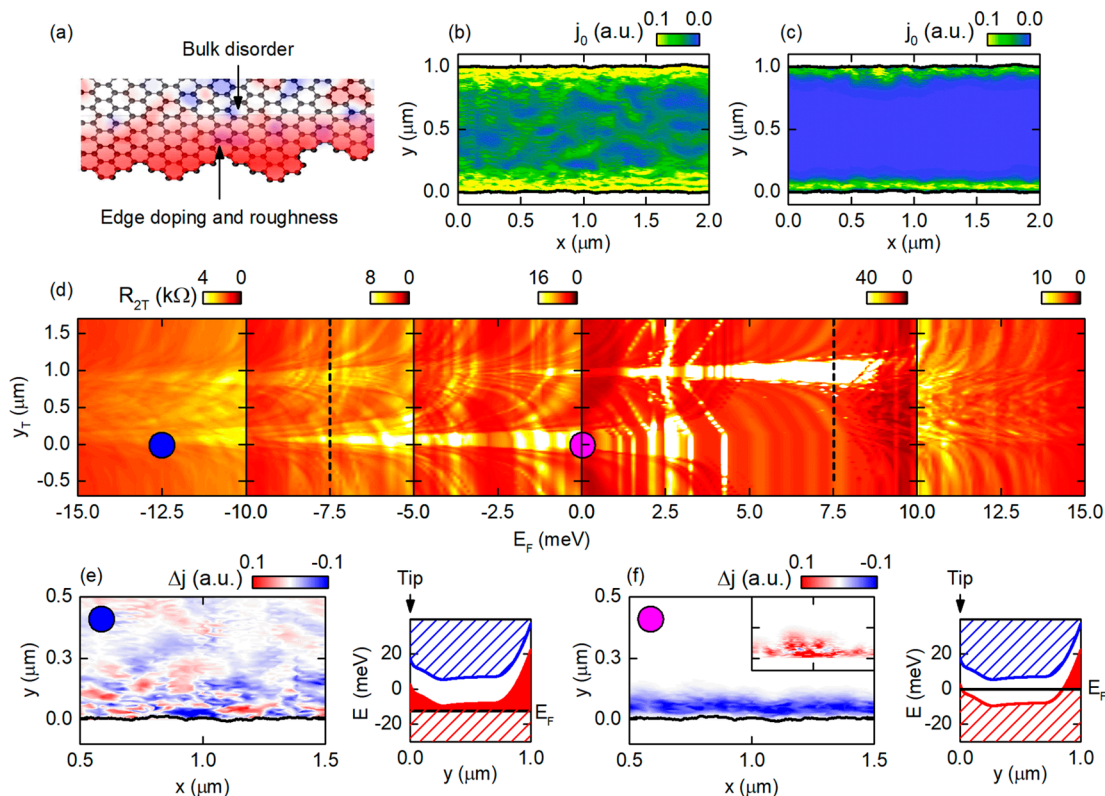 (a)
Bulk disorder
Edge doping and roughness
(b)
j0 (a.u.)
0.1 0.0
1.0
y (μm)
0.5
0.0
0.0 0.5 1.0 1.5 2.0
x (μm)
(c)
j0 (a.u.)
0.1 0.0
1.0
y (μm)
0.5
0.0
0.0 0.5 1.0 1.5 2.0
x (μm)
(d)
R2T (kΩ)
4 0
8 0
16 0
40 0
10 0
1.5
1.0
yT (μm)
0.5
0.0
-0.5
-15.0 -12.5 -10.0 -7.5 -5.0 -2.5 0.0 2.5 5.0 7.5 10.0 12.5 15.0
EF (meV)
(e)
Δj (a.u.)
0.1 -0.1
0.5
y (μm)
0.3
0.0
0.5 1.0 1.5
x (μm)
Tip
20
E (meV)
0
-20
EF
0.0 1.0
y (μm)
(f)
Δj (a.u.)
0.1 -0.1
0.5
y (μm)
0.3
0.0
0.5 1.0 1.5
x (μm)
Tip
20
E (meV)
0
-20
EF
0.0 1.0
y (μm)